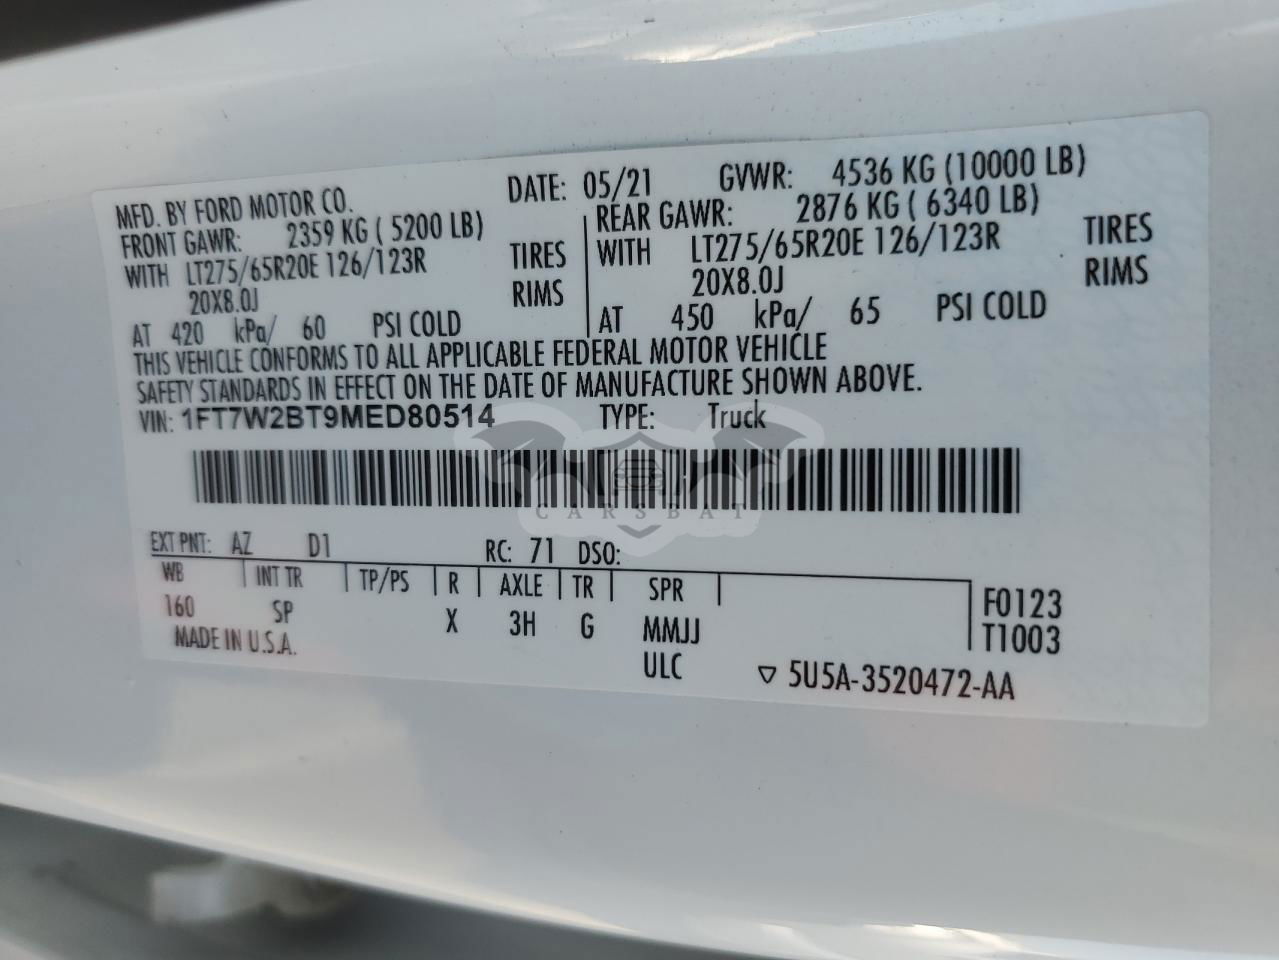 MFD. BY FORD MOTOR CO. DATE: 05/21 GVWR: 4536 KG (10000 LB)
FRONT GAWR: 2359 KG ( 5200 LB) REAR GAWR: 2876 KG ( 6340 LB)
WITH LT275/65R20E 126/123R TIRES WITH LT275/65R20E 126/123R TIRES
20X8.0J RIMS 20X8.0J RIMS
AT 420 kPa/ 60 PSI COLD AT 450 kPa/ 65 PSI COLD
THIS VEHICLE CONFORMS TO ALL APPLICABLE FEDERAL MOTOR VEHICLE
SAFETY STANDARDS IN EFFECT ON THE DATE OF MANUFACTURE SHOWN ABOVE.
VIN: 1FT7W2BT9MED80514 TYPE: Truck
CARSBAT
EXT PNT: AZ D1 RC: 71 DSO:
WB INT TR TP/PS R AXLE TR SPR F0123
160 SP X 3H G MMJJ T1003
MADE IN U.S.A. ULC ▽ 5U5A-3520472-AA